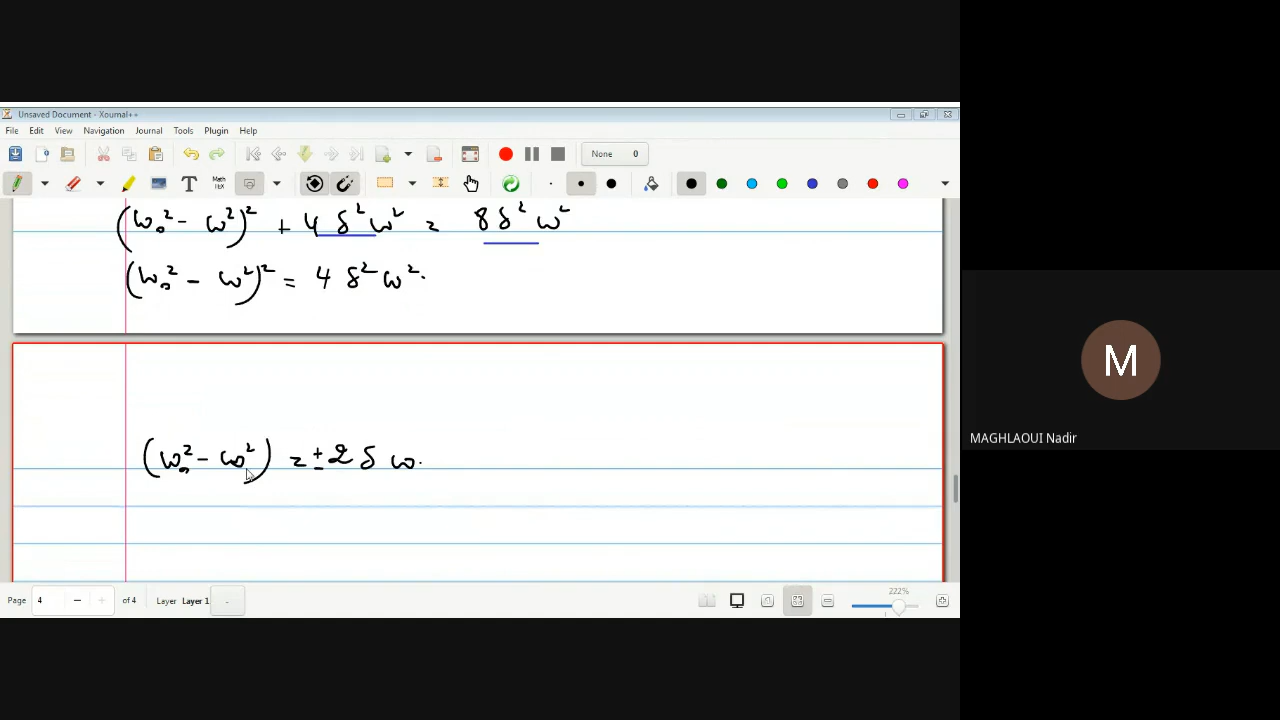 Unsaved Document - Xournal++
File Edit View Navigation Journal Tools Plugin Help
None 0
(ω₀² - ω²)² + 4 δ² ω² = 8 δ² ω²
(ω₀² - ω²)² = 4 δ² ω².
(ω₀² - ω²) = ± 2 δ ω.
M
MAGHLAOUI Nadir
Page 4 of 4 Layer Layer 1 222%